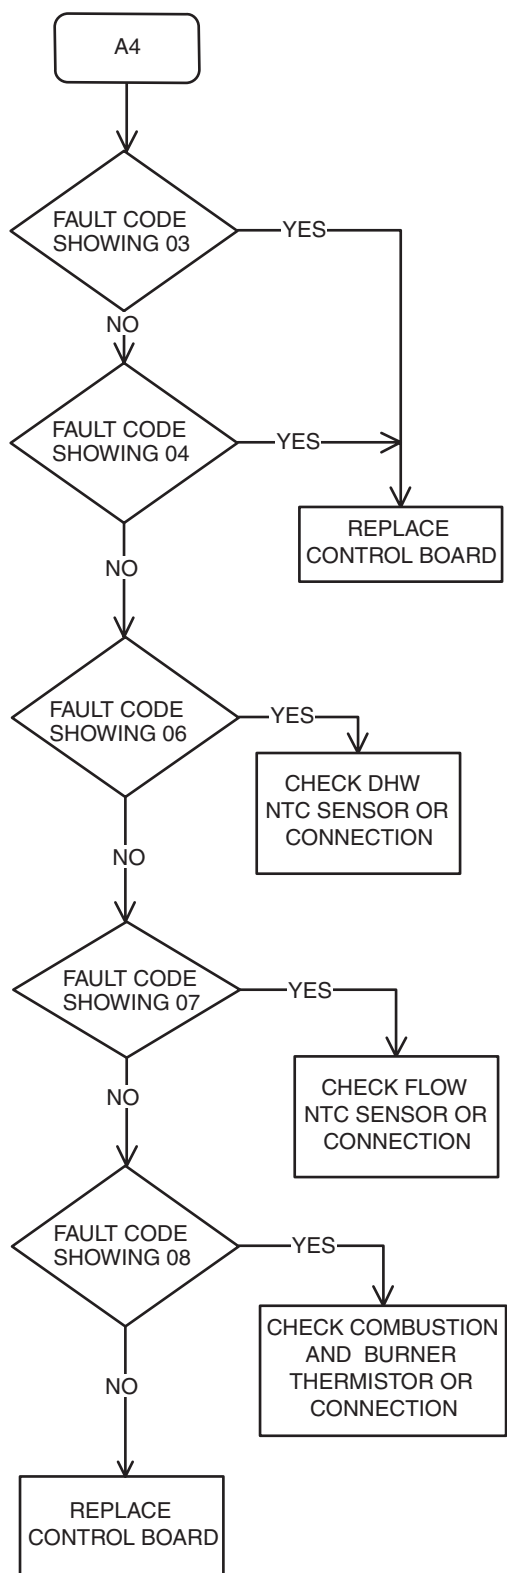 A4
FAULT CODE
SHOWING 03
YES
NO
FAULT CODE
SHOWING 04
YES
REPLACE
CONTROL BOARD
NO
FAULT CODE
SHOWING 06
YES
CHECK DHW
NTC SENSOR OR
CONNECTION
NO
FAULT CODE
SHOWING 07
YES
CHECK FLOW
NTC SENSOR OR
CONNECTION
NO
FAULT CODE
SHOWING 08
YES
CHECK COMBUSTION
AND BURNER
THERMISTOR OR
CONNECTION
NO
REPLACE
CONTROL BOARD